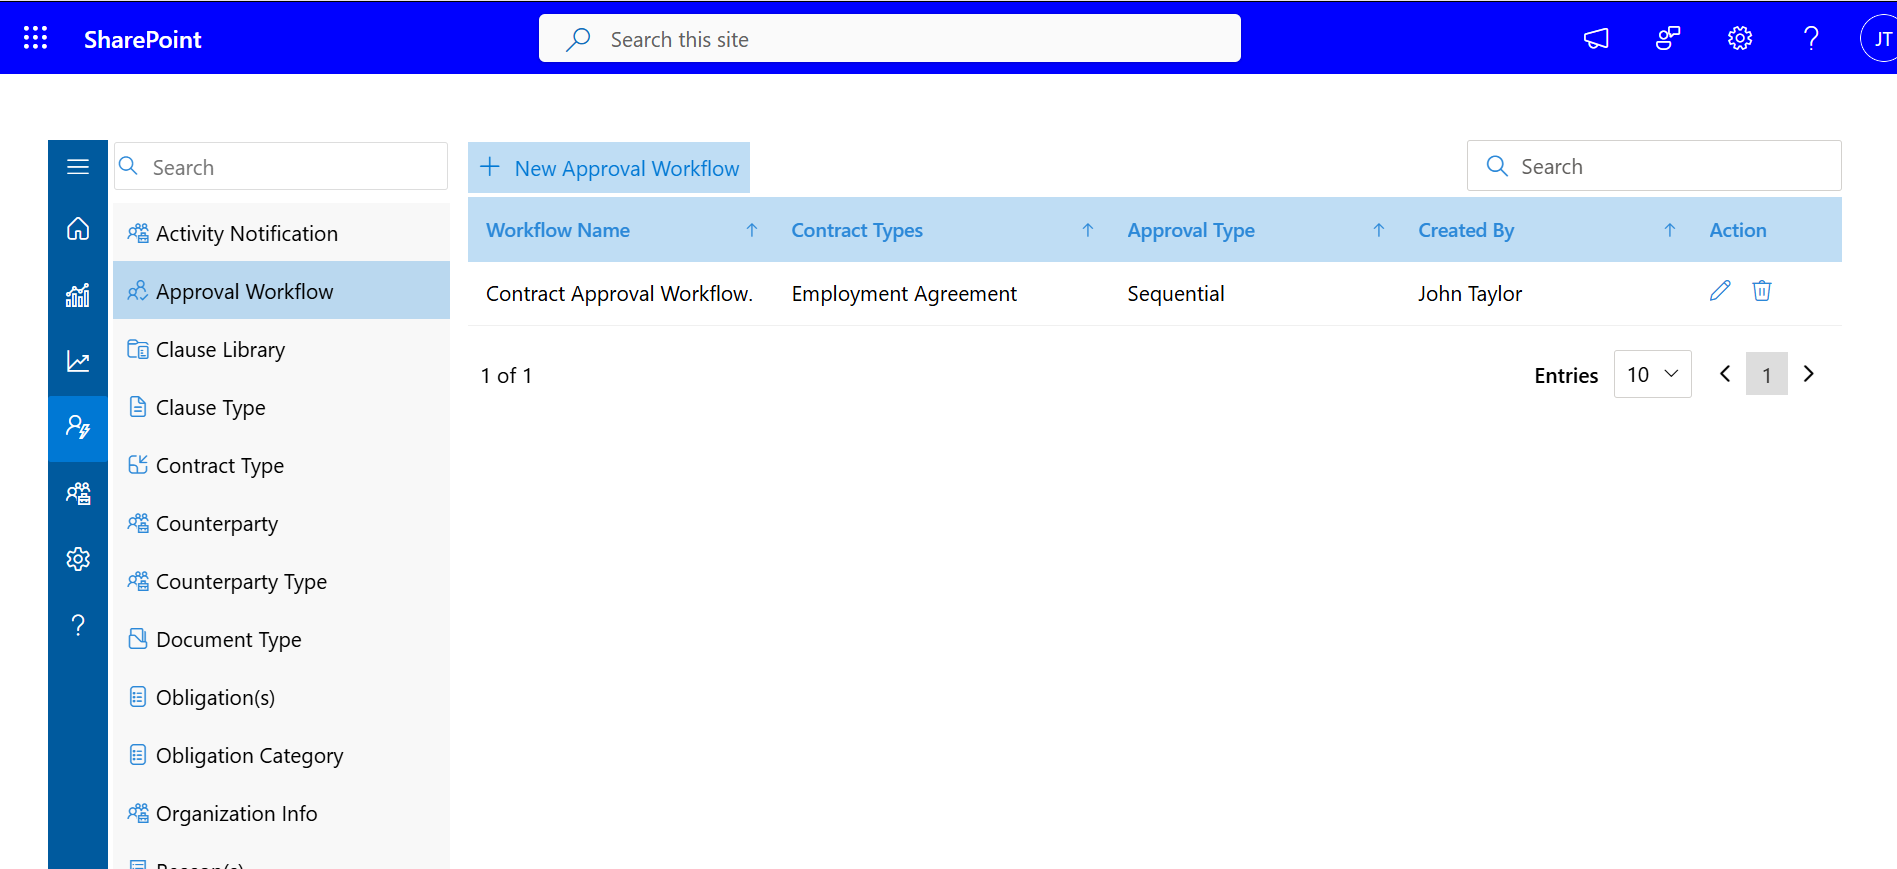 SharePoint
Search this site
JT
Search
Activity Notification
Approval Workflow
Clause Library
Clause Type
Contract Type
Counterparty
Counterparty Type
Document Type
Obligation(s)
Obligation Category
Organization Info
New Approval Workflow
Search
Workflow Name Contract Types Approval Type Created By Action
Contract Approval Workflow. Employment Agreement Sequential John Taylor
1 of 1
Entries 10 1